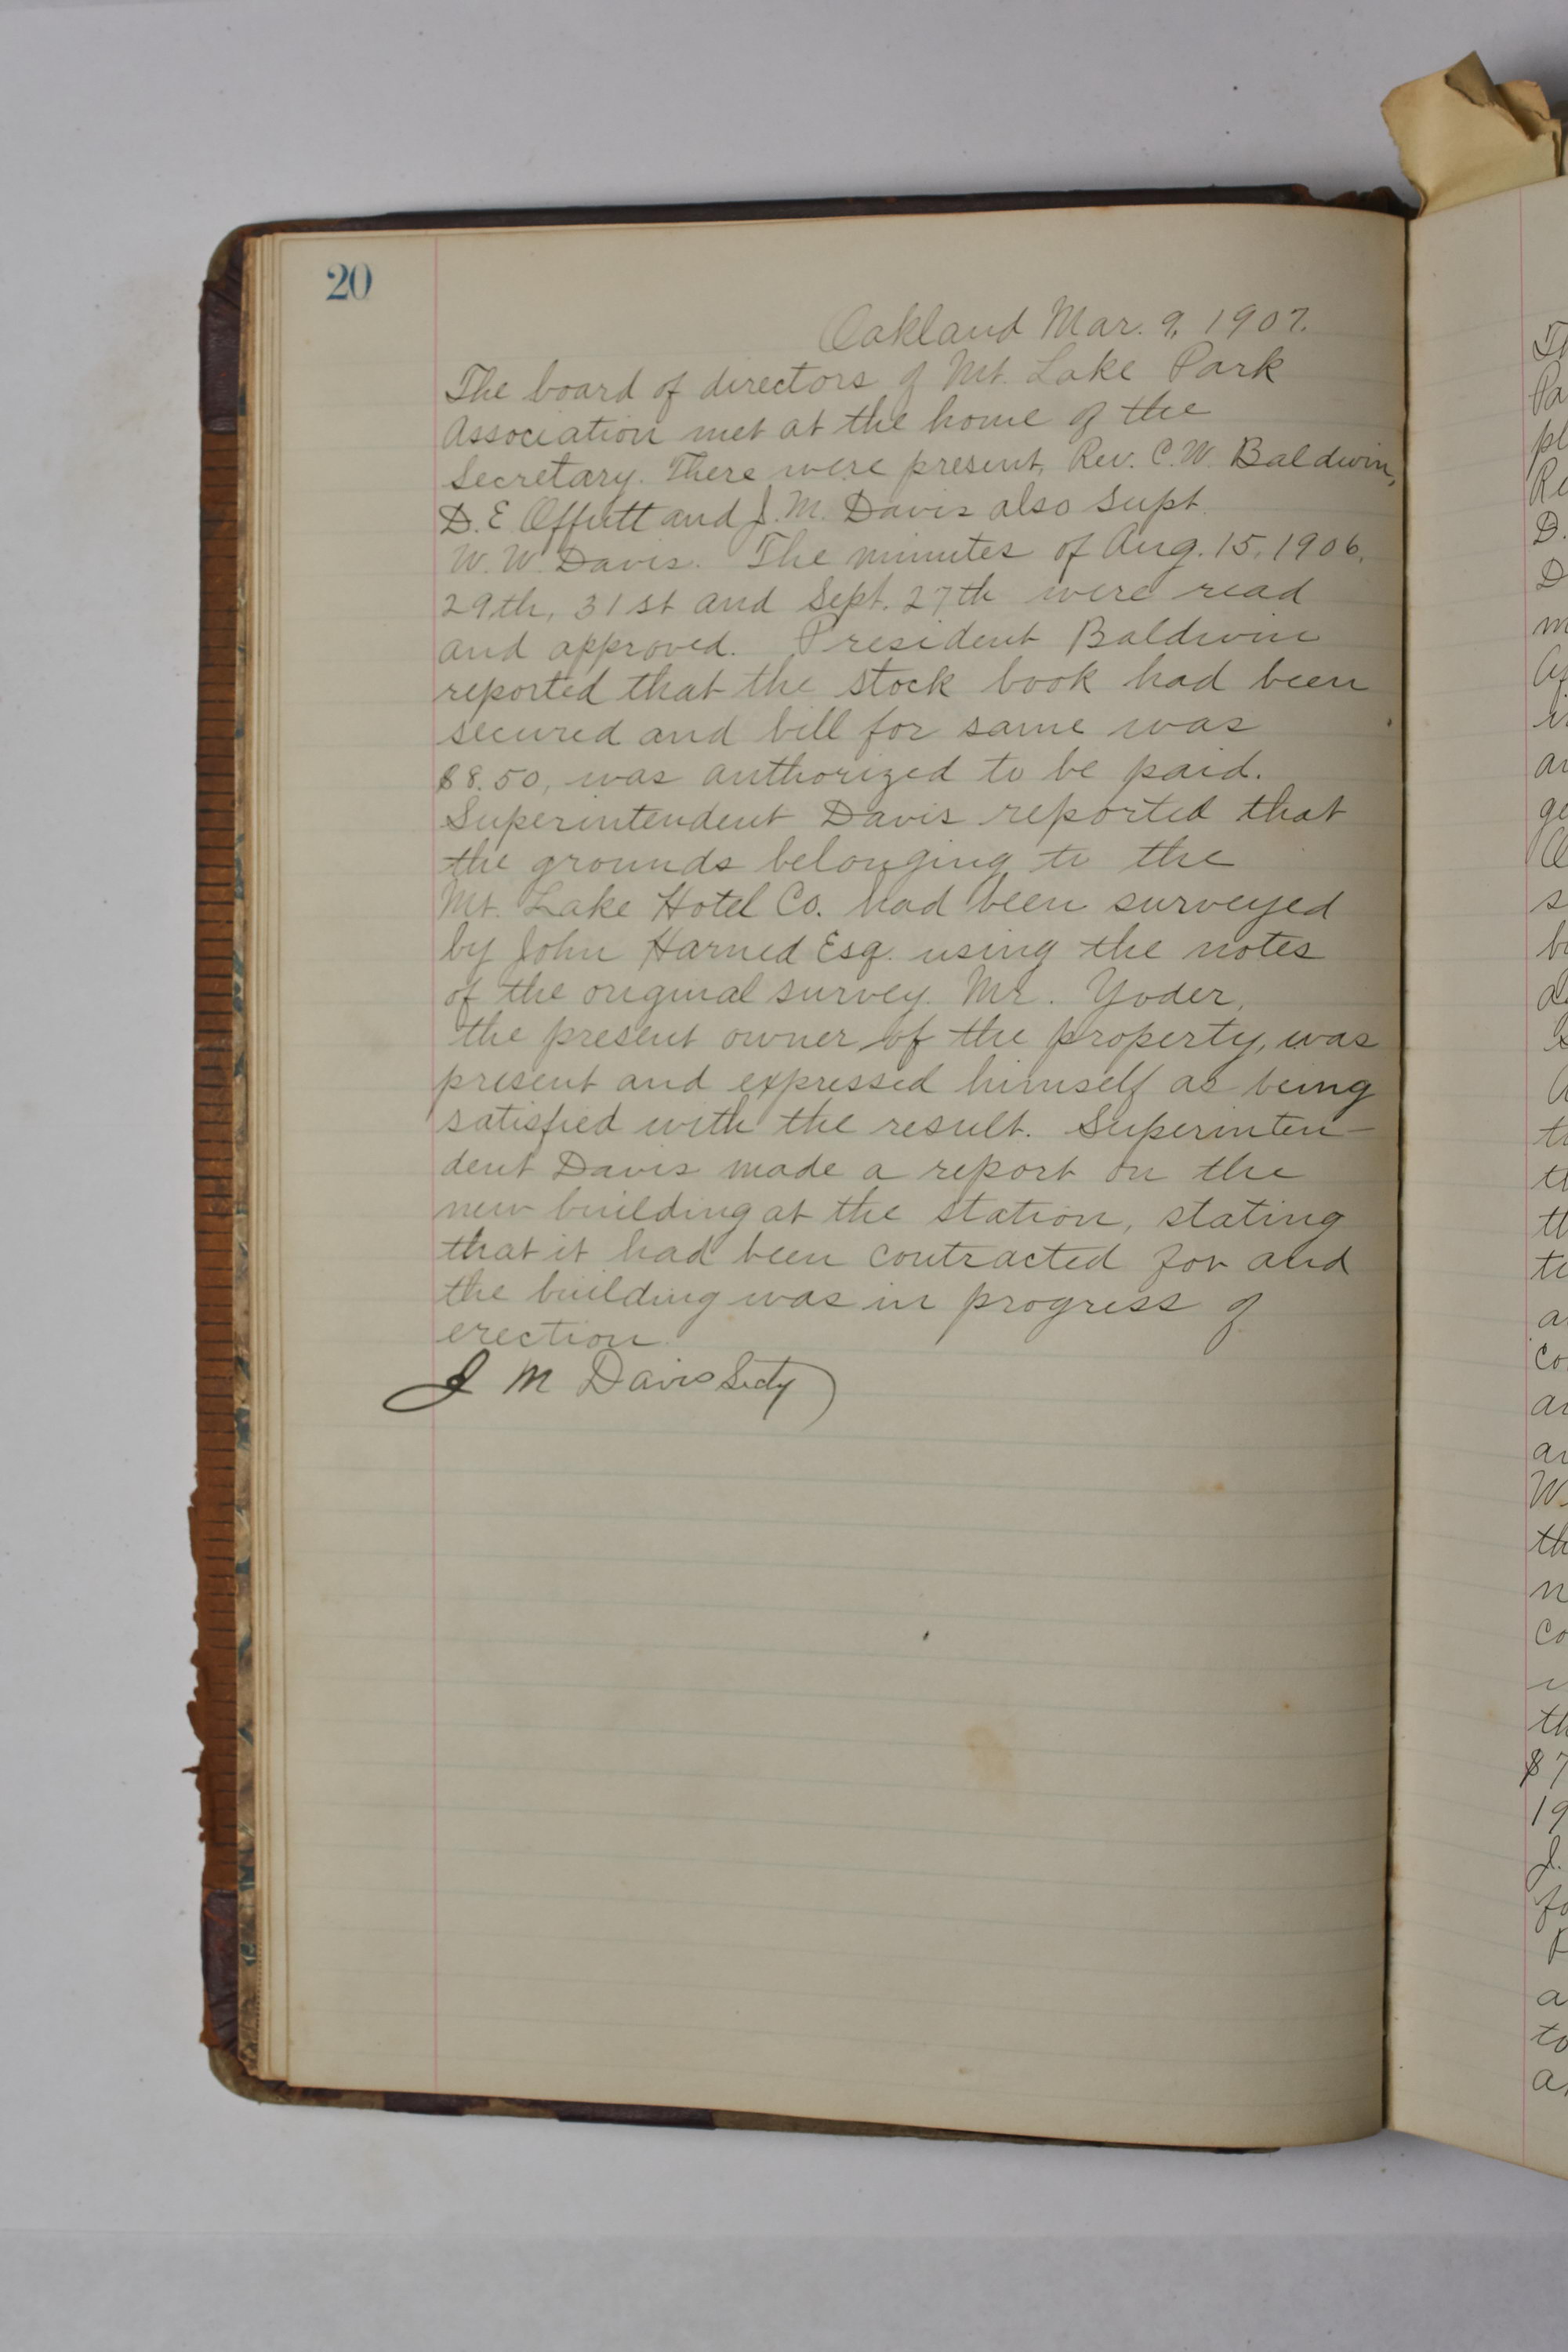 20
Oakland Mar. 9, 1907.
The board of directors of Mt. Lake Park
Association met at the home of the
Secretary. There were present, Rev. C. W. Baldwin,
D. E Offutt and J. M. Davis also Supt.
W. W. Davis. The minutes of Aug. 15, 1906,
29th, 31st and Sept. 27th were read
and approved. President Baldwin
reported that the stock book had been
secured and bill for same was
$8.50, was authorized to be paid.
Superintendent Davis reported that
the grounds belonging to the
Mt. Lake Hotel Co. had been surveyed
by John Harned Esq. using the notes
of the original survey. Mr. Yoder,
the present owner of the property, was
present and expressed himself as being
satisfied with the result. Superinten-
dent Davis made a report on the
new building at the station, stating
that it had been contracted for and
the building was in progress of
erection.
J M Davis Secty